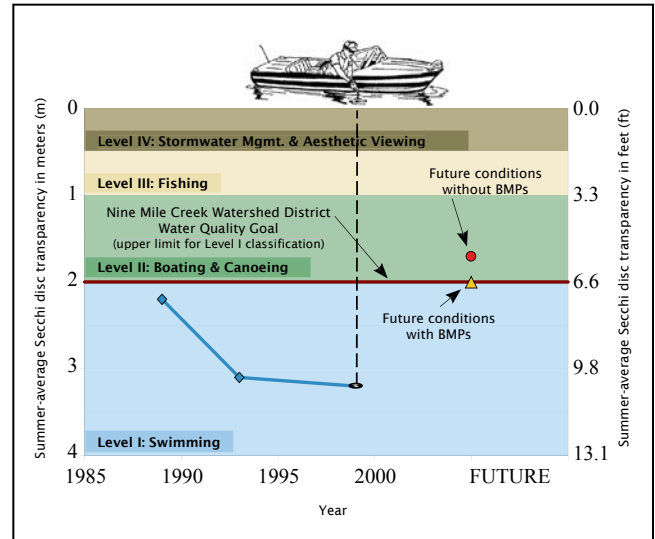 Summer-average Secchi disc transparency in meters (m)
0
1
2
3
4
Level IV: Stormwater Mgmt. & Aesthetic Viewing
Level III: Fishing
Future conditions
without BMPs
Nine Mile Creek Watershed District
Water Quality Goal
(upper limit for Level I classification)
Level II: Boating & Canoeing
Future conditions
with BMPs
Level I: Swimming
0.0
3.3
6.6
9.8
13.1
Summer-average Secchi disc transparency in feet (ft)
1985 1990 1995 2000 FUTURE
Year